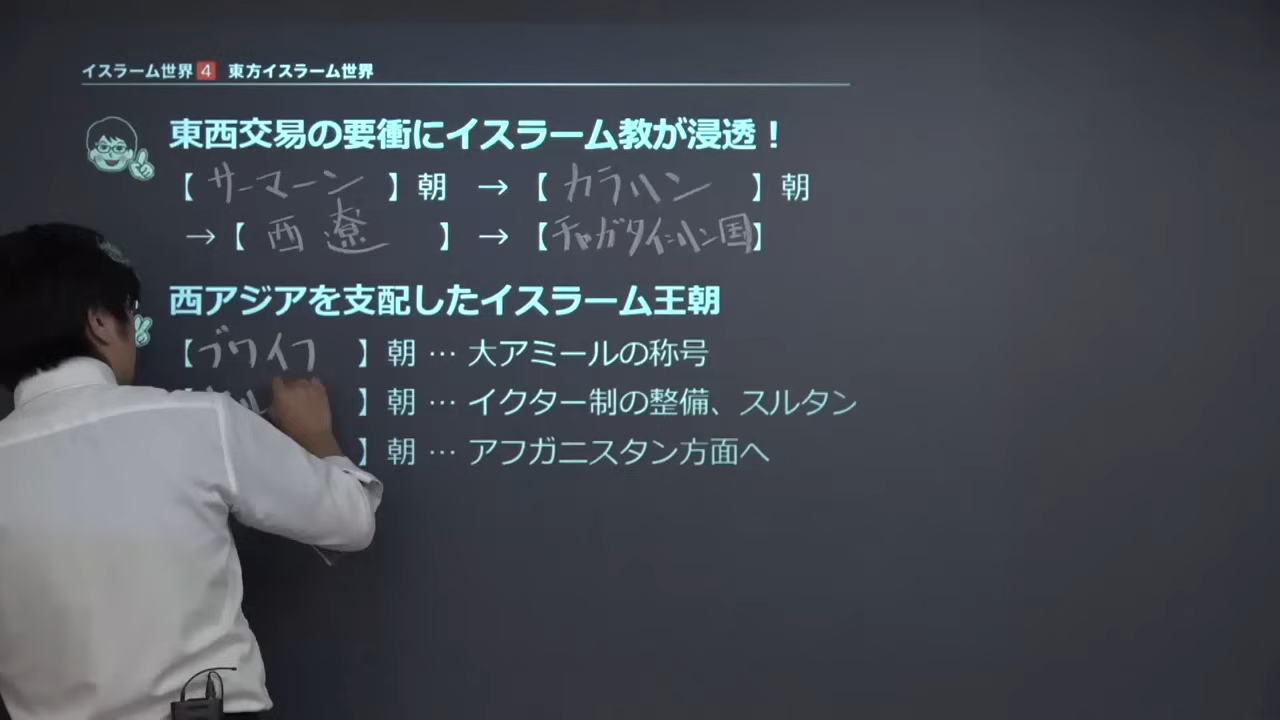 イスラーム世界 4 東方イスラーム世界
東西交易の要衝にイスラーム教が浸透！
【 サーマーン 】朝 → 【 カラハン 】朝
→【 西遼 】 → 【チャガタイ=ハン国】
西アジアを支配したイスラーム王朝
【ブワイフ 】朝 … 大アミールの称号
】朝 … イクター制の整備、スルタン
】朝 … アフガニスタン方面へ